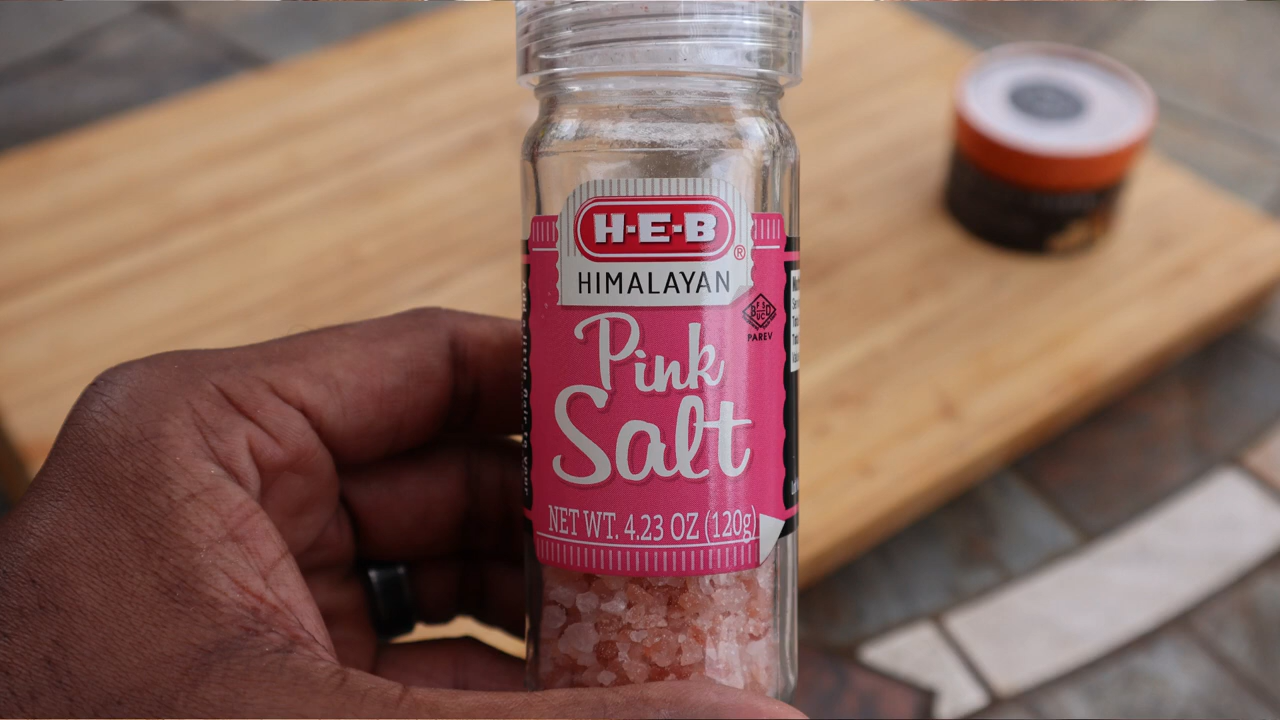 H-E-B®
HIMALAYAN
Pink
Salt
PAREV
NET WT. 4.23 OZ (120g)